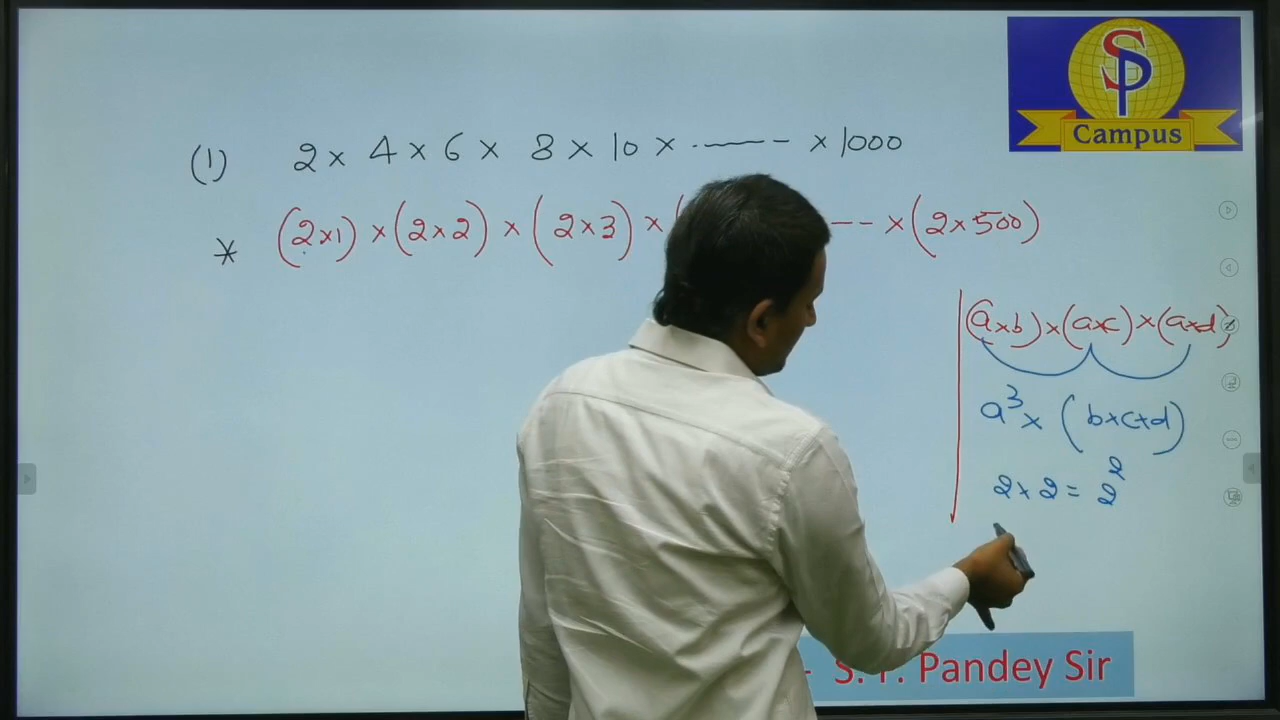 SP
Campus
(1) 2 × 4 × 6 × 8 × 10 × .------ × 1000
* (2×1) × (2×2) × (2×3) × ( -- × (2×500)
(a×b)×(a×c)×(a×d)
a³ × (b×c×d)
2×2 = 2²
Pandey Sir